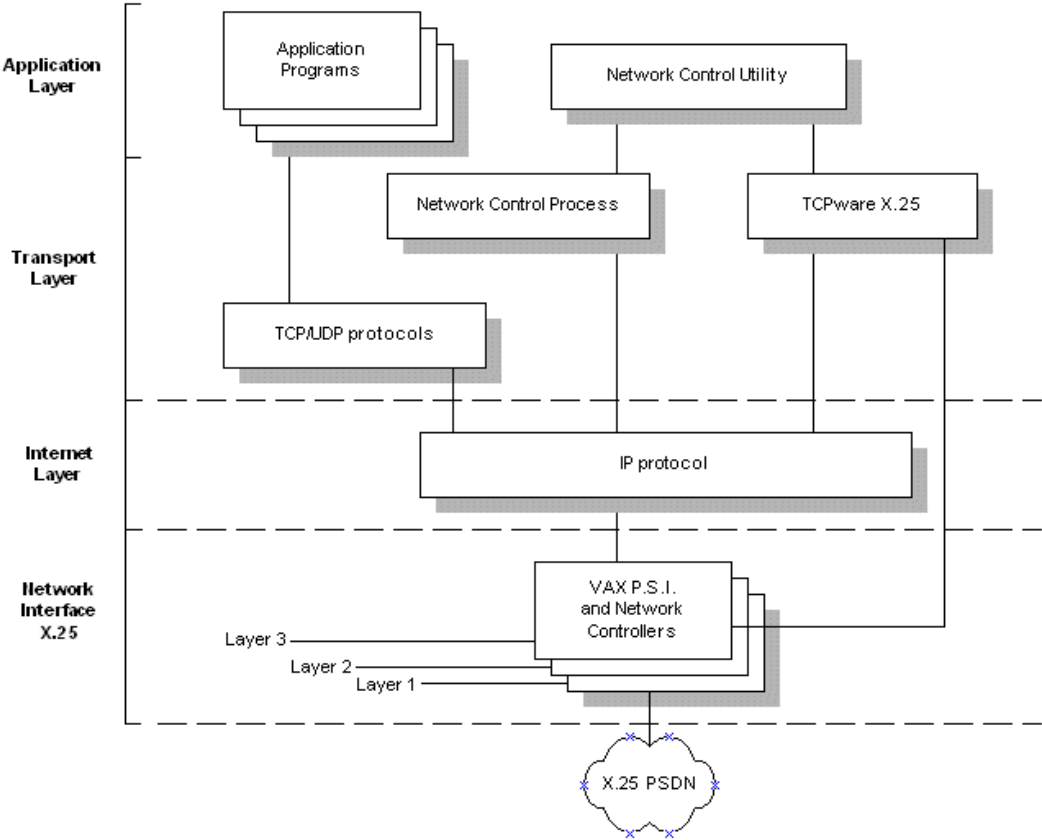 Application
Layer
Application
Programs
Network Control Utility
Transport
Layer
Network Control Process
TCPware X.25
TCP/UDP protocols
Internet
Layer
IP protocol
Network
Interface
X.25
VAX P.S.I.
and Network
Controllers
Layer 3
Layer 2
Layer 1
X.25 PSDN